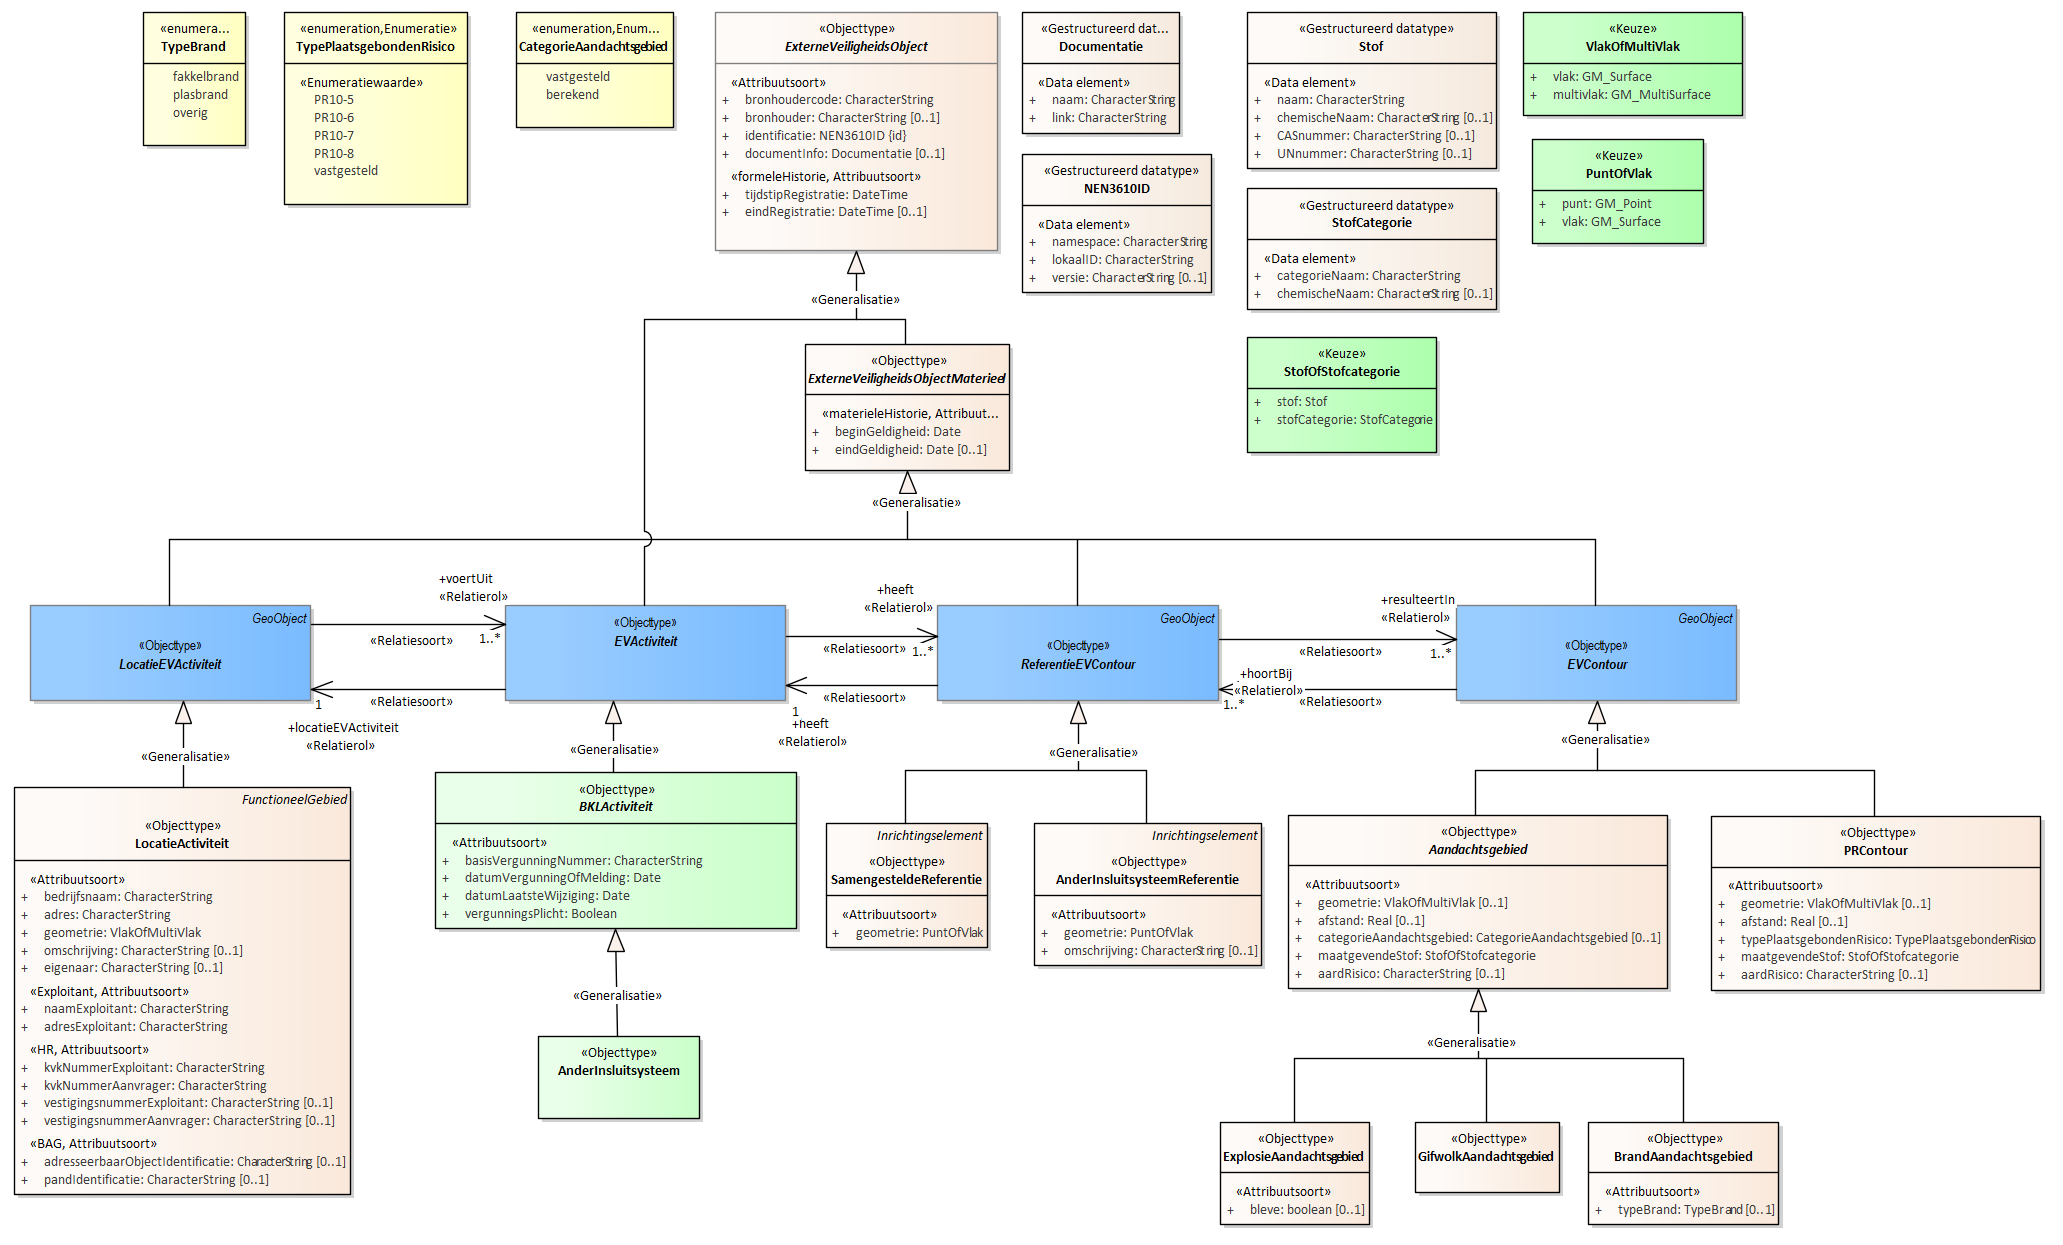 «enumera...
TypeBrand
fakkelbrand
plasbrand
overig
«enumeration,Enumeratie»
TypePlaatsgebondenRisico
«Enumeratiewaarde»
PR10-5
PR10-6
PR10-7
PR10-8
vastgesteld
«enumeration,Enum...
CategorieAandachtsgebied
vastgesteld
berekend
«Objecttype»
ExterneVeiligheidsObject
«Attribuutsoort»
+ bronhoudercode: CharacterString
+ bronhouder: CharacterString [0..1]
+ identificatie: NEN3610ID {id}
+ documentInfo: Documentatie [0..1]
«formeleHistorie, Attribuutsoort»
+ tijdstipRegistratie: DateTime
+ eindRegistratie: DateTime [0..1]
«Gestructureerd dat...
Documentatie
«Data element»
+ naam: CharacterString
+ link: CharacterString
«Gestructureerd datatype»
NEN3610ID
«Data element»
+ namespace: CharacterString
+ lokaalID: CharacterString
+ versie: CharacterString [0..1]
«Gestructureerd datatype»
Stof
«Data element»
+ naam: CharacterString
+ chemischeNaam: CharacterString [0..1]
+ CASnummer: CharacterString [0..1]
+ UNnummer: CharacterString [0..1]
«Gestructureerd datatype»
StofCategorie
«Data element»
+ categorieNaam: CharacterString
+ chemischeNaam: CharacterString [0..1]
«Keuze»
StofOfStofcategorie
+ stof: Stof
+ stofCategorie: StofCategorie
«Keuze»
VlakOfMultiVlak
+ vlak: GM_Surface
+ multivlak: GM_MultiSurface
«Keuze»
PuntOfVlak
+ punt: GM_Point
+ vlak: GM_Surface
«Generalisatie»
«Objecttype»
ExterneVeiligheidsObjectMaterieel
«materieleHistorie, Attribuut...
+ beginGeldigheid: Date
+ eindGeldigheid: Date [0..1]
«Generalisatie»
GeoObject
«Objecttype»
LocatieEVActiviteit
+voertUit
«Relatierol»
«Relatiesoort»
1..*
«Relatiesoort»
1
+locatieEVActiviteit
«Relatierol»
«Objecttype»
EVActiviteit
+heeft
«Relatierol»
«Relatiesoort»
1..*
«Relatiesoort»
1
+heeft
«Relatierol»
GeoObject
«Objecttype»
ReferentieEVContour
+resulteertIn
«Relatierol»
«Relatiesoort»
1..*
+hoortBij
«Relatierol»
«Relatiesoort»
1..*
GeoObject
«Objecttype»
EVContour
«Generalisatie»
«Generalisatie»
«Generalisatie»
«Generalisatie»
FunctioneelGebied
«Objecttype»
LocatieActiviteit
«Attribuutsoort»
+ bedrijfsnaam: CharacterString
+ adres: CharacterString
+ geometrie: VlakOfMultiVlak
+ omschrijving: CharacterString [0..1]
+ eigenaar: CharacterString [0..1]
«Exploitant, Attribuutsoort»
+ naamExploitant: CharacterString
+ adresExploitant: CharacterString
«HR, Attribuutsoort»
+ kvkNummerExploitant: CharacterString
+ kvkNummerAanvrager: CharacterString
+ vestigingsnummerExploitant: CharacterString [0..1]
+ vestigingsnummerAanvrager: CharacterString [0..1]
«BAG, Attribuutsoort»
+ adresseerbaarObjectIdentificatie: CharacterString [0..1]
+ pandIdentificatie: CharacterString [0..1]
«Objecttype»
BKLActiviteit
«Attribuutsoort»
+ basisVergunningNummer: CharacterString
+ datumVergunningOfMelding: Date
+ datumLaatsteWijziging: Date
+ vergunningsPlicht: Boolean
«Generalisatie»
«Objecttype»
AnderInsluitsysteem
Inrichtingselement
«Objecttype»
SamengesteldeReferentie
«Attribuutsoort»
+ geometrie: PuntOfVlak
Inrichtingselement
«Objecttype»
AnderInsluitsysteemReferentie
«Attribuutsoort»
+ geometrie: PuntOfVlak
+ omschrijving: CharacterString [0..1]
«Objecttype»
Aandachtsgebied
«Attribuutsoort»
+ geometrie: VlakOfMultiVlak [0..1]
+ afstand: Real [0..1]
+ categorieAandachtsgebied: CategorieAandachtsgebied [0..1]
+ maatgevendeStof: StofOfStofcategorie
+ aardRisico: CharacterString [0..1]
«Objecttype»
PRContour
«Attribuutsoort»
+ geometrie: VlakOfMultiVlak [0..1]
+ afstand: Real [0..1]
+ typePlaatsgebondenRisico: TypePlaatsgebondenRisico
+ maatgevendeStof: StofOfStofcategorie
+ aardRisico: CharacterString [0..1]
«Generalisatie»
«Objecttype»
ExplosieAandachtsgebied
«Attribuutsoort»
+ bleve: boolean [0..1]
«Objecttype»
GifwolkAandachtsgebied
«Objecttype»
BrandAandachtsgebied
«Attribuutsoort»
+ typeBrand: TypeBrand [0..1]